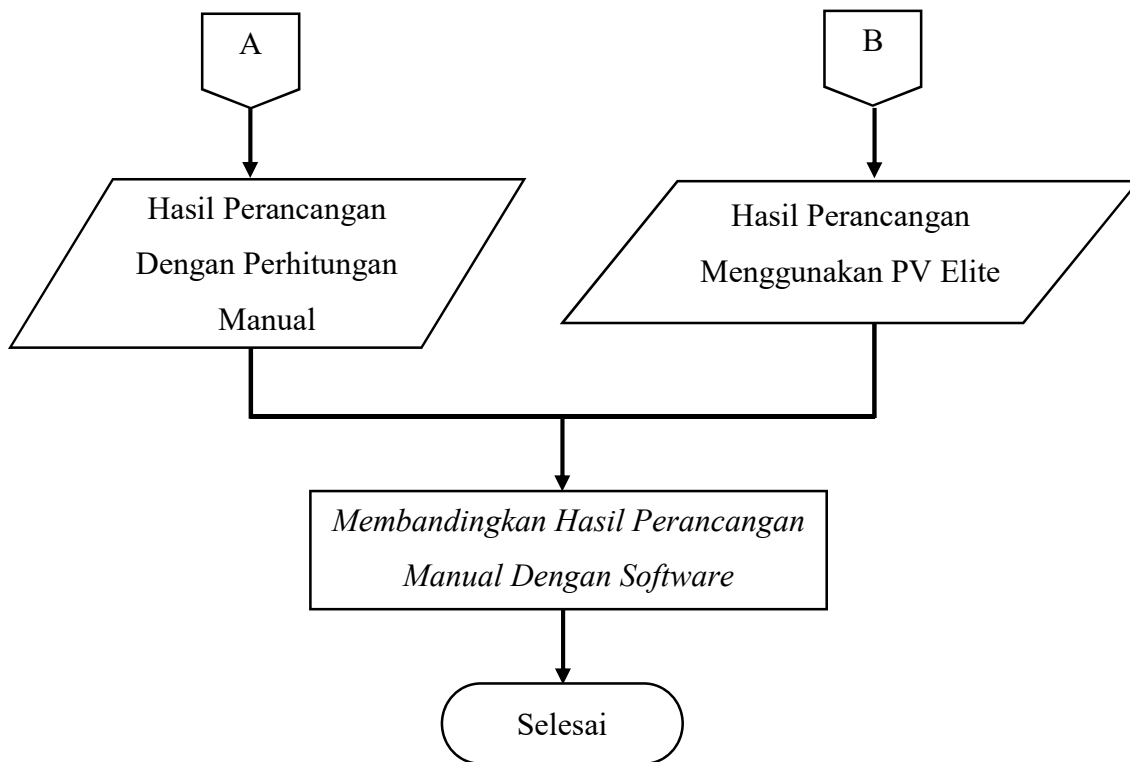 A
B
Hasil Perancangan
Dengan Perhitungan
Manual
Hasil Perancangan
Menggunakan PV Elite
Membandingkan Hasil Perancangan
Manual Dengan Software
Selesai